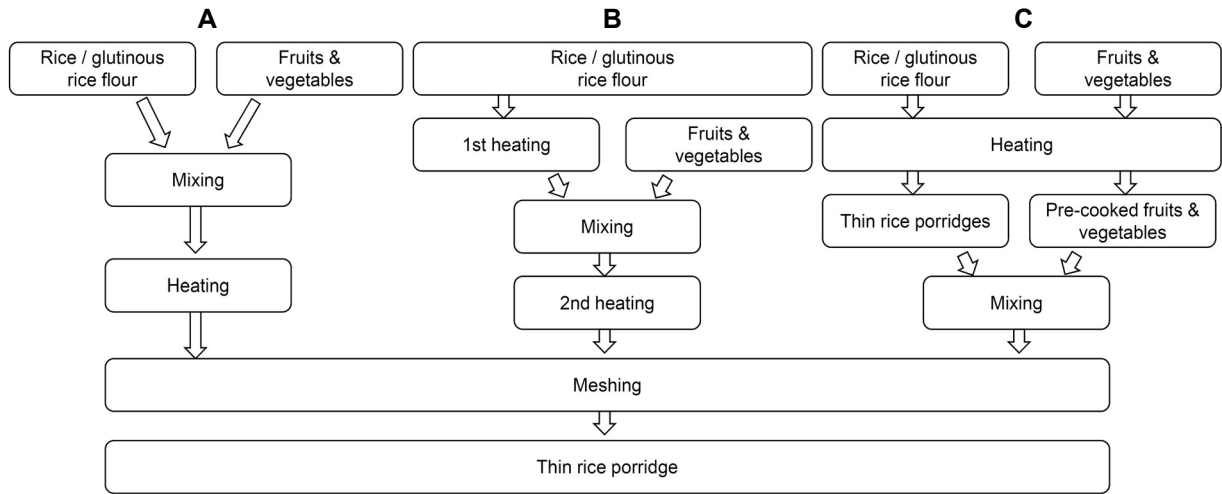 A
B
C
Rice / glutinous
rice flour
Fruits &
vegetables
Rice / glutinous
rice flour
Rice / glutinous
rice flour
Fruits &
vegetables
1st heating
Fruits &
vegetables
Heating
Mixing
Mixing
Thin rice porridges
Pre-cooked fruits &
vegetables
Heating
2nd heating
Mixing
Meshing
Thin rice porridge